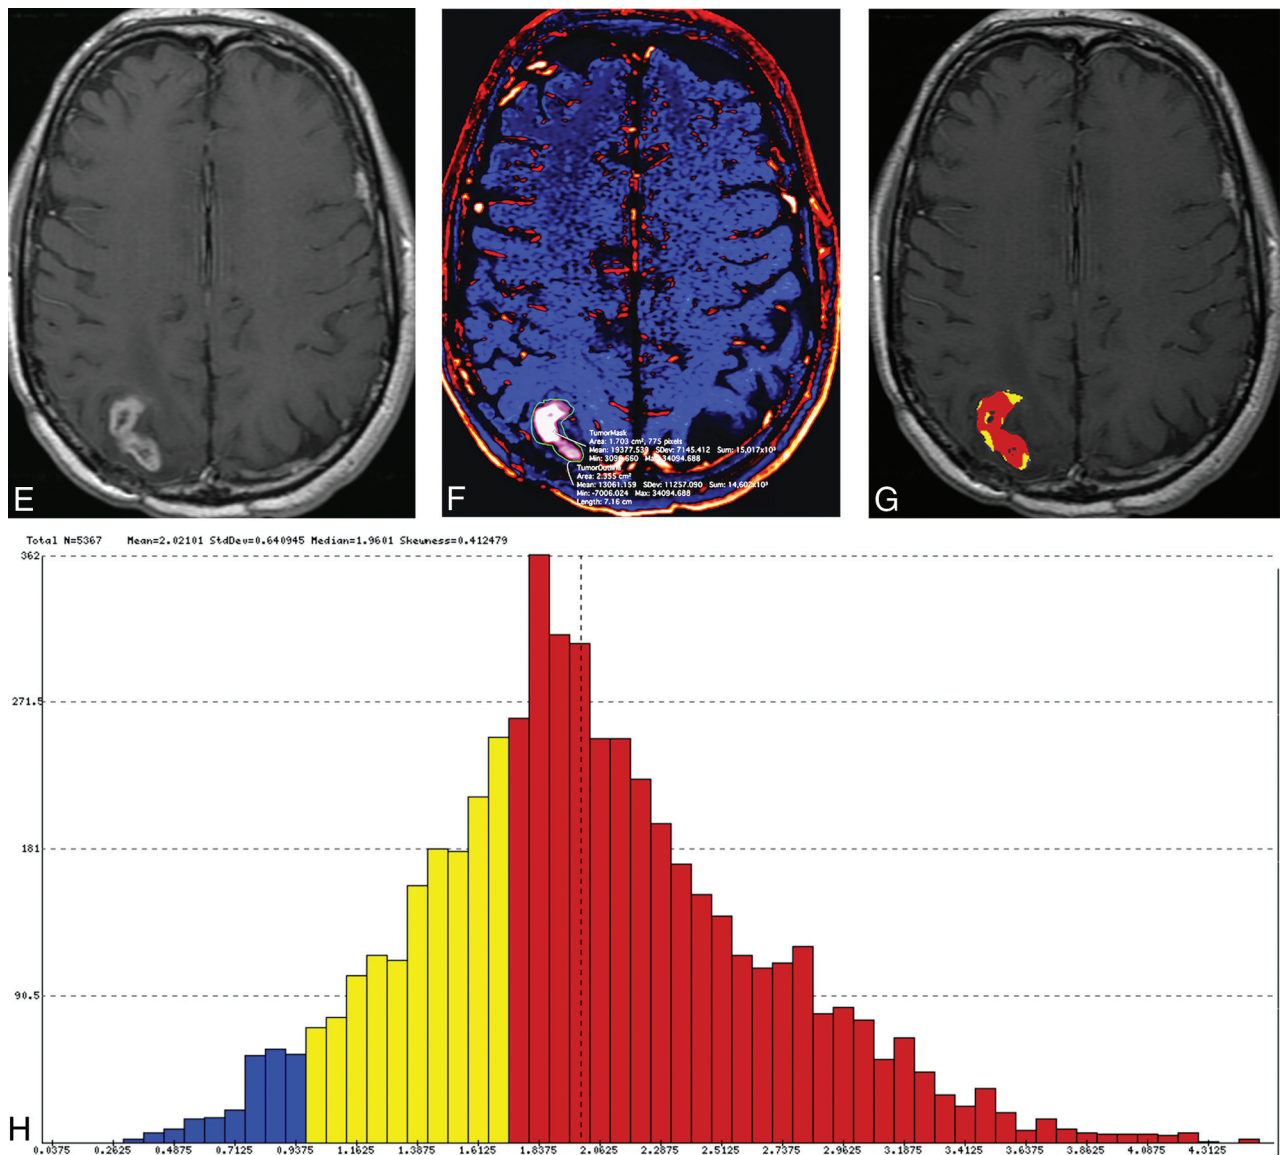 E
F
G
TumorMask
Area: 1.703 cm², 775 pixels
Mean: 19377.539 SDev: 7145.412 Sum: 15,017x10³
Min: 309 .660 Max: 34094.688
TumorOutline
Area: 2.355 cm²
Mean: 13061.159 SDev: 11257.090 Sum: 14,602x10³
Min: -7006.024 Max: 34094.688
Length: 7.16 cm
Total N=5367 Mean=2.02101 StdDev=0.640945 Median=1.9601 Skewness=0.412479
362
271.5
181
90.5
H
0.0375 0.2625 0.4875 0.7125 0.9375 1.1625 1.3875 1.6125 1.8375 2.0625 2.2875 2.5125 2.7375 2.9625 3.1875 3.4125 3.6375 3.8625 4.0875 4.3125